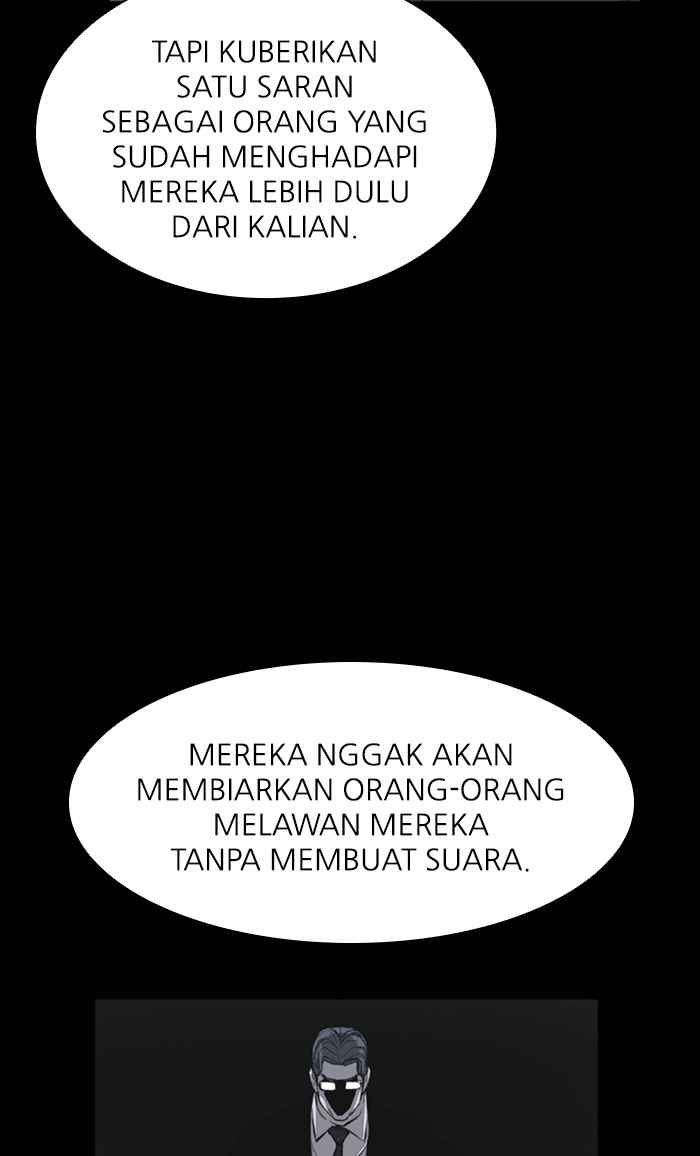 TAPI KUBERIKAN
SATU SARAN
SEBAGAI ORANG YANG
SUDAH MENGHADAPI
MEREKA LEBIH DULU
DARI KALIAN.
MEREKA NGGAK AKAN
MEMBIARKAN ORANG-ORANG
MELAWAN MEREKA
TANPA MEMBUAT SUARA.